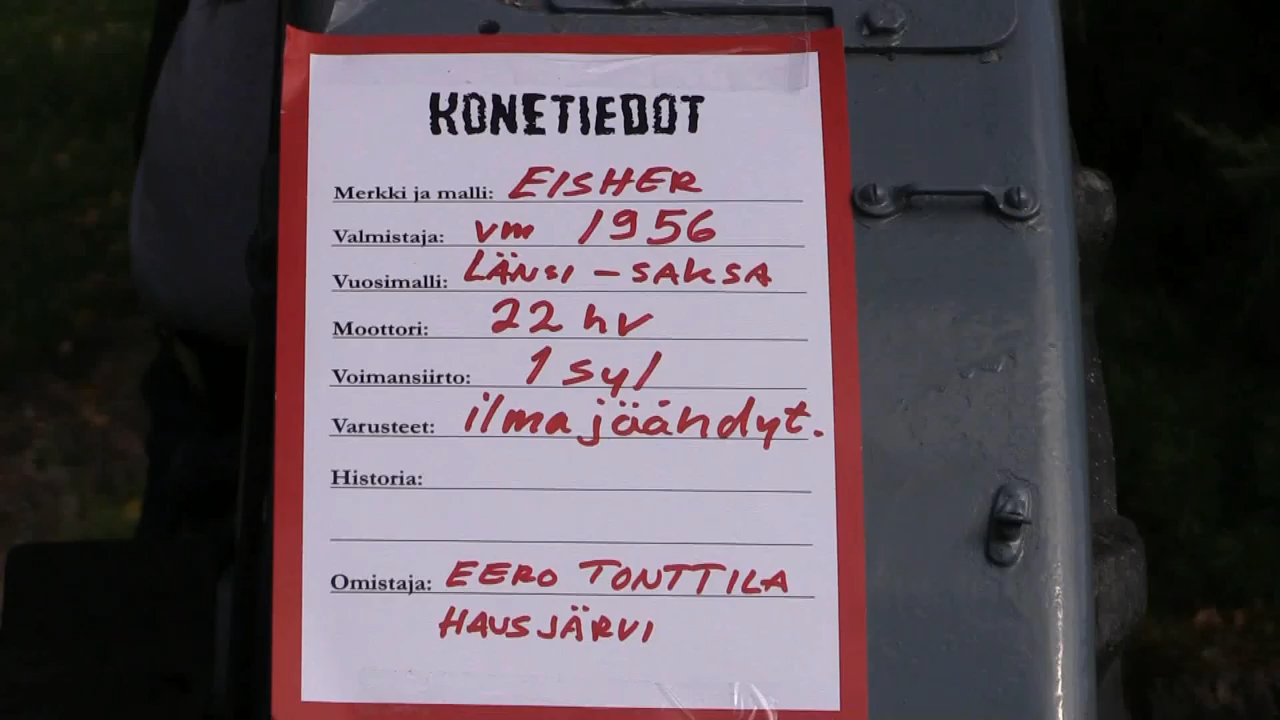 KONETIEDOT
Merkki ja malli: EISHER
Valmistaja: vm 1956
Vuosimalli: LÄNSI - SAKSA
Moottori: 22 hv
Voimansiirto: 1 syl
Varusteet: ilmajäähdyt.
Historia:
Omistaja: EERO TONTTILA
HAUSJÄRVI